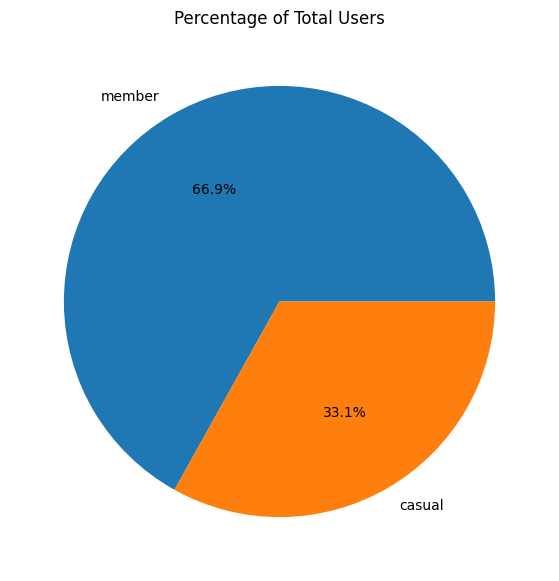 Percentage of Total Users
member
66.9%
33.1%
casual